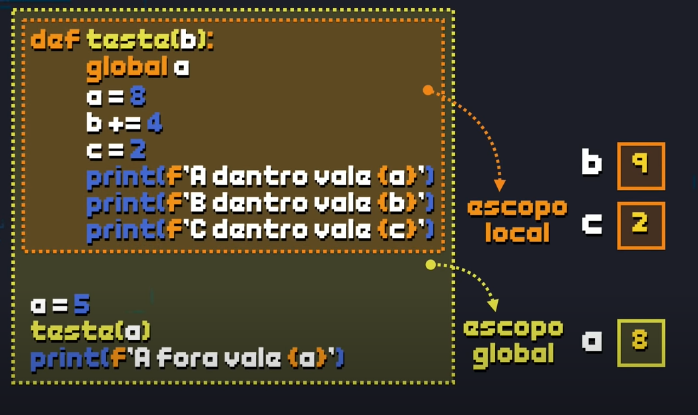 def teste(b):
global a
a = 8
b += 4
c = 2
print(f'A dentro vale {a}')
print(f'B dentro vale {b}')
print(f'C dentro vale {c}')
a = 5
teste(a)
print(f'A fora vale {a}')
escopo
local
b 9
c 2
escopo
global
a 8